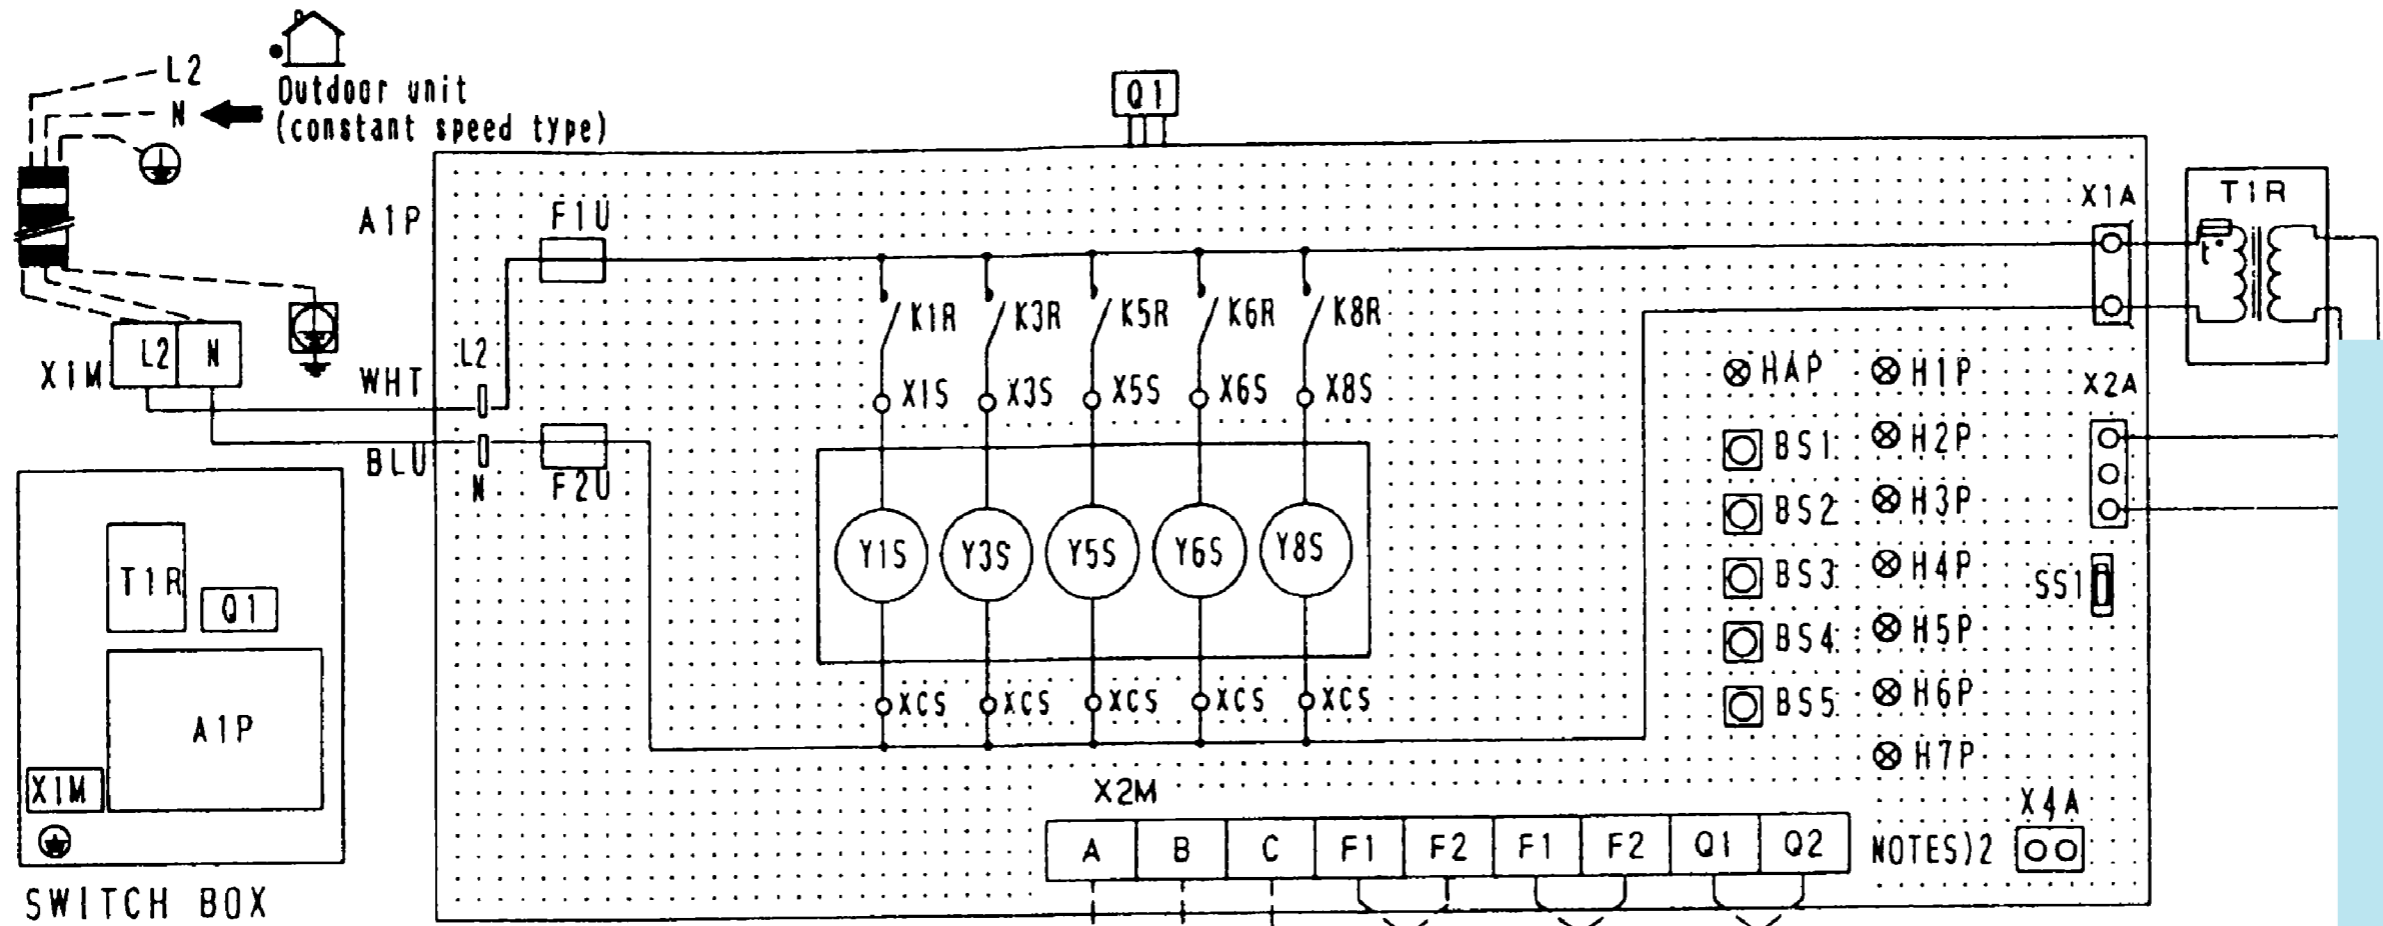 L2
N
Outdoor unit
(constant speed type)
Q1
A1P
F1U
X1A
T1R
t°
K1R K3R K5R K6R K8R
X1M
L2 N
L2
WHT
X1S X3S X5S X6S X8S
HAP H1P
X2A
BLU
N
F2U
BS1 H2P
BS2 H3P
Y1S Y3S Y5S Y6S Y8S
BS3 H4P
SS1
BS4 H5P
XCS XCS XCS XCS XCS
BS5 H6P
H7P
T1R
Q1
A1P
X1M
SWITCH BOX
X2M
A B C F1 F2 F1 F2 Q1 Q2
NOTES)2
X4A